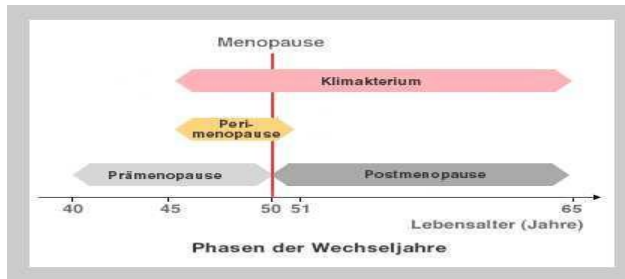 Menopause
Klimakterium
Peri-
menopause
Prämenopause
Postmenopause
40 45 50 51 65
Lebensalter (Jahre)
Phasen der Wechseljahre